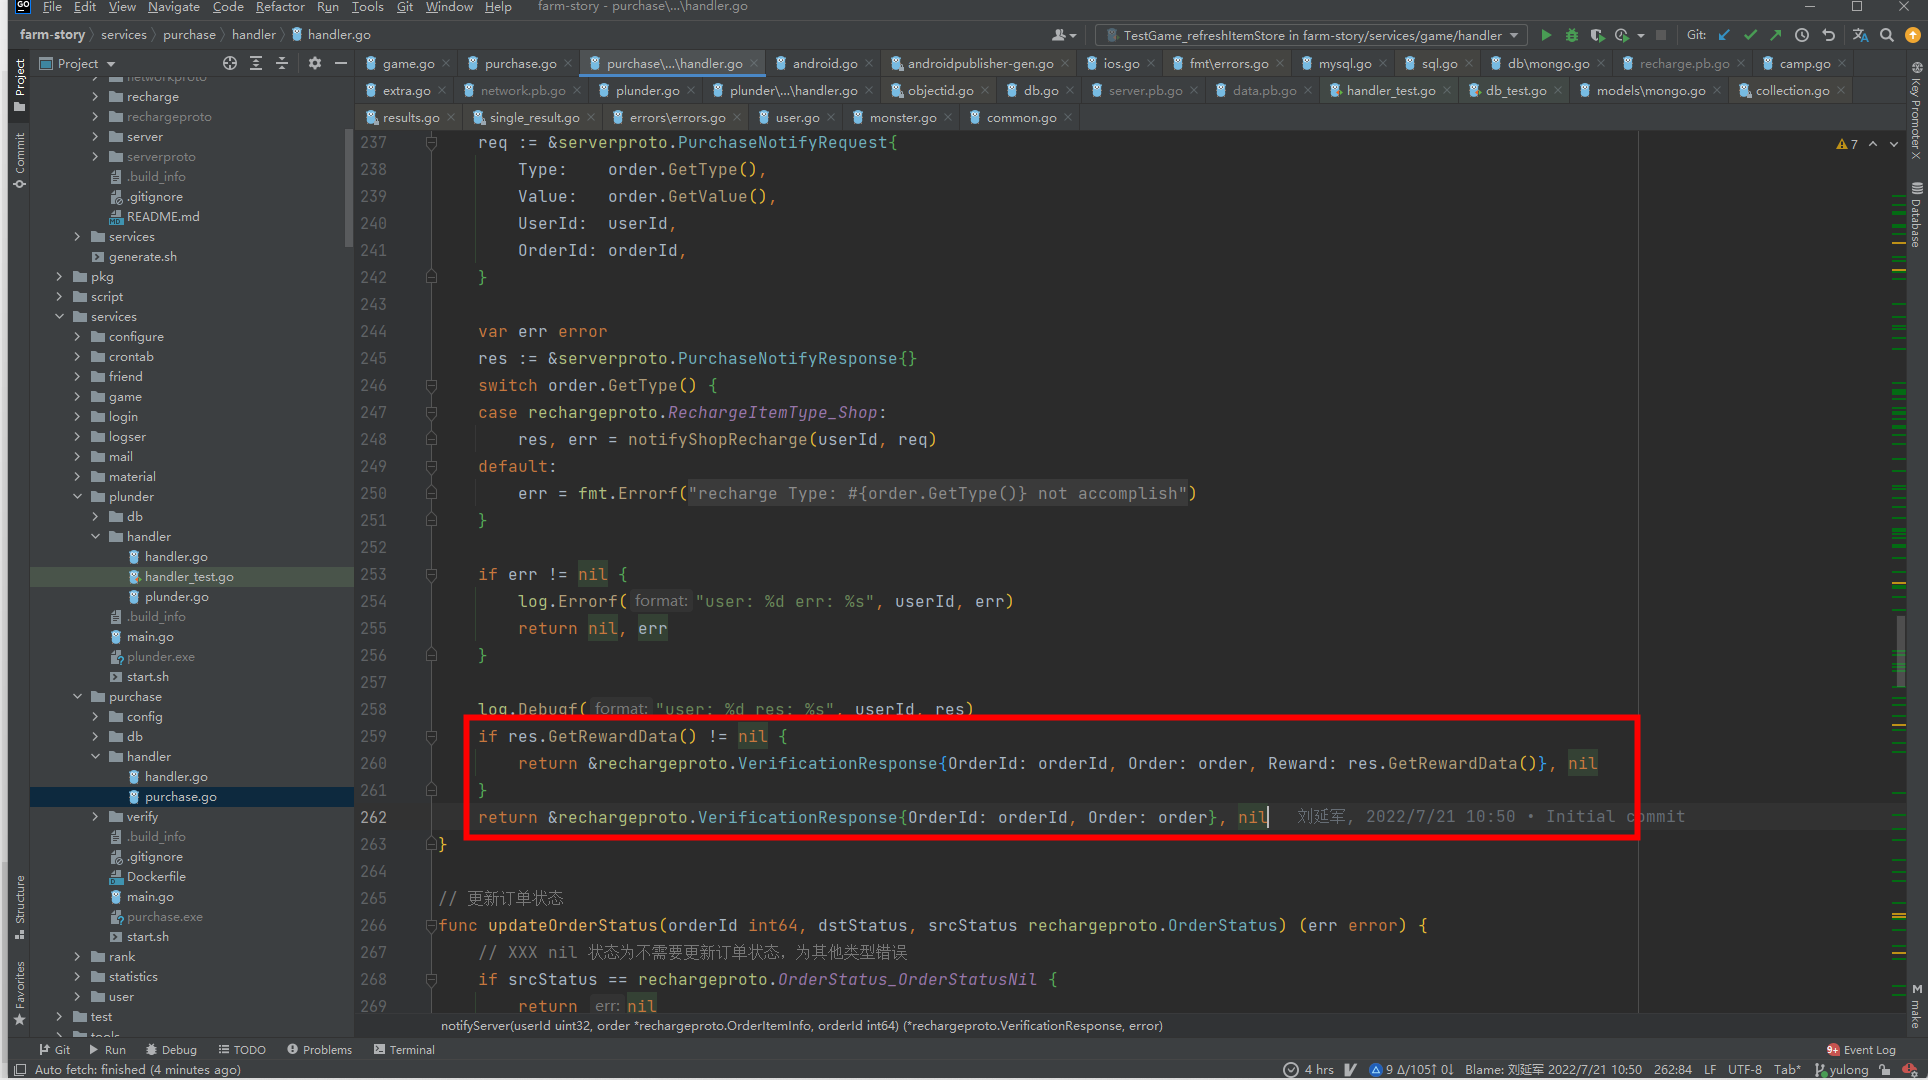 File Edit View Navigate Code Refactor Run Tools Git Window Help farm-story - purchase\...\handler.go
farm-story services purchase handler handler.go TestGame_refreshItemStore in farm-story/services/game/handler Git:
Project
game.go purchase.go purchase\...\handler.go android.go androidpublisher-gen.go ios.go fmt\errors.go mysql.go sql.go db\mongo.go recharge.pb.go camp.go
extra.go network.pb.go plunder.go plunder\...\handler.go objectid.go db.go server.pb.go data.pb.go handler_test.go db_test.go models\mongo.go collection.go
results.go single_result.go errors\errors.go user.go monster.go common.go
Project
Commit
Structure
Favorites
networkproto
recharge
rechargeproto
server
serverproto
.build_info
.gitignore
README.md
services
generate.sh
pkg
script
services
configure
crontab
friend
game
login
logser
mail
material
plunder
db
handler
handler.go
handler_test.go
plunder.go
.build_info
main.go
plunder.exe
start.sh
purchase
config
db
handler
handler.go
purchase.go
verify
.build_info
.gitignore
Dockerfile
main.go
purchase.exe
start.sh
rank
statistics
user
test
tools
7
237 req := &serverproto.PurchaseNotifyRequest{
238 Type: order.GetType(),
239 Value: order.GetValue(),
240 UserId: userId,
241 OrderId: orderId,
242 }
243
244 var err error
245 res := &serverproto.PurchaseNotifyResponse{}
246 switch order.GetType() {
247 case rechargeproto.RechargeItemType_Shop:
248 res, err = notifyShopRecharge(userId, req)
249 default:
250 err = fmt.Errorf("recharge Type: #{order.GetType()} not accomplish")
251 }
252
253 if err != nil {
254 log.Errorf( format: "user: %d err: %s", userId, err)
255 return nil, err
256 }
257
258 log.Debugf( format: "user: %d res: %s", userId, res)
259 if res.GetRewardData() != nil {
260 return &rechargeproto.VerificationResponse{OrderId: orderId, Order: order, Reward: res.GetRewardData()}, nil
261 }
262 return &rechargeproto.VerificationResponse{OrderId: orderId, Order: order}, nil 刘延军, 2022/7/21 10:50 • Initial commit
263 }
264
265 // 更新订单状态
266 func updateOrderStatus(orderId int64, dstStatus, srcStatus rechargeproto.OrderStatus) (err error) {
267 // XXX nil 状态为不需要更新订单状态，为其他类型错误
268 if srcStatus == rechargeproto.OrderStatus_OrderStatusNil {
269 return err: nil
notifyServer(userId uint32, order *rechargeproto.OrderItemInfo, orderId int64) (*rechargeproto.VerificationResponse, error)
Key Promoter X
Database
M make
Git Run Debug TODO Problems Terminal 9+ Event Log
Auto fetch: finished (4 minutes ago) 4 hrs 9 Δ/105↑ 0↓ Blame: 刘延军 2022/7/21 10:50 262:84 LF UTF-8 Tab* yulong